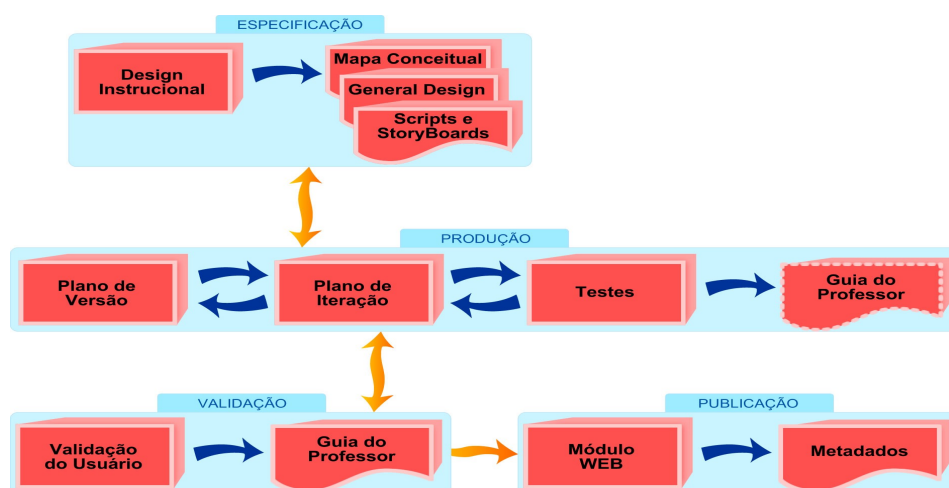 ESPECIFICAÇÃO
Design
Instrucional
Mapa Conceitual
General Design
Scripts e
StoryBoards
PRODUÇÃO
Plano de
Versão
Plano de
Iteração
Testes
Guia do
Professor
VALIDAÇÃO
Validação
do Usuário
Guia do
Professor
PUBLICAÇÃO
Módulo
WEB
Metadados